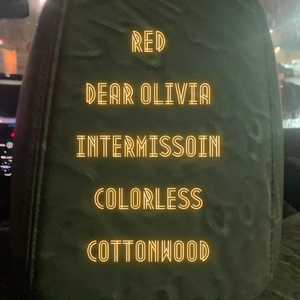 RED
DEAR OLIVIA
INTERMISSOIN
COLORLESS
COTTONWOOD